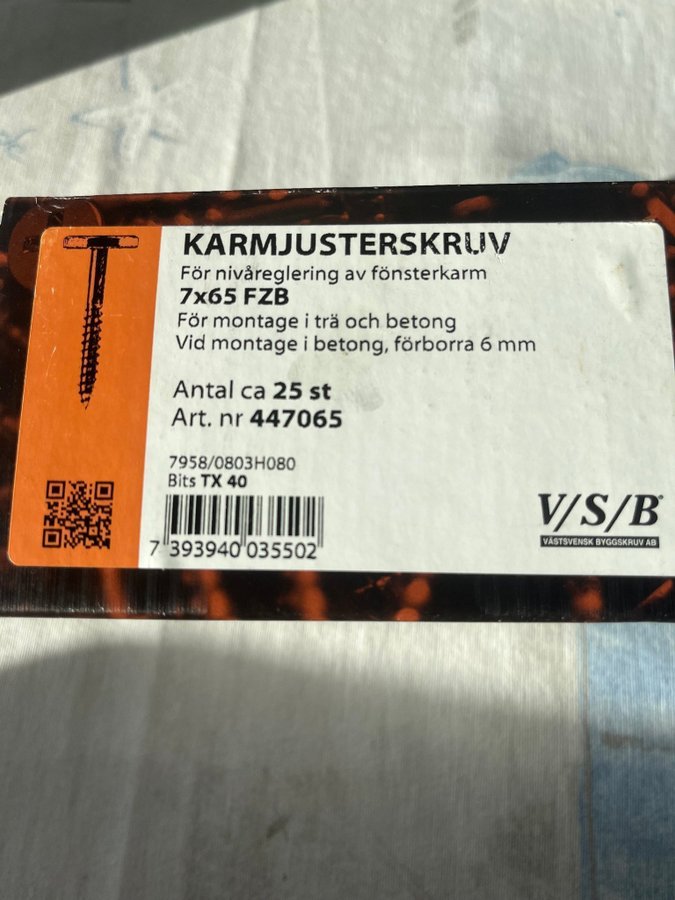 KARMJUSTERSKRUV
För nivåreglering av fönsterkarm
7x65 FZB
För montage i trä och betong
Vid montage i betong, förborra 6 mm
Antal ca 25 st
Art. nr 447065
7958/0803H080
Bits TX 40
7 393940 035502
V/S/B®
VÄSTSVENSK BYGGSKRUV AB